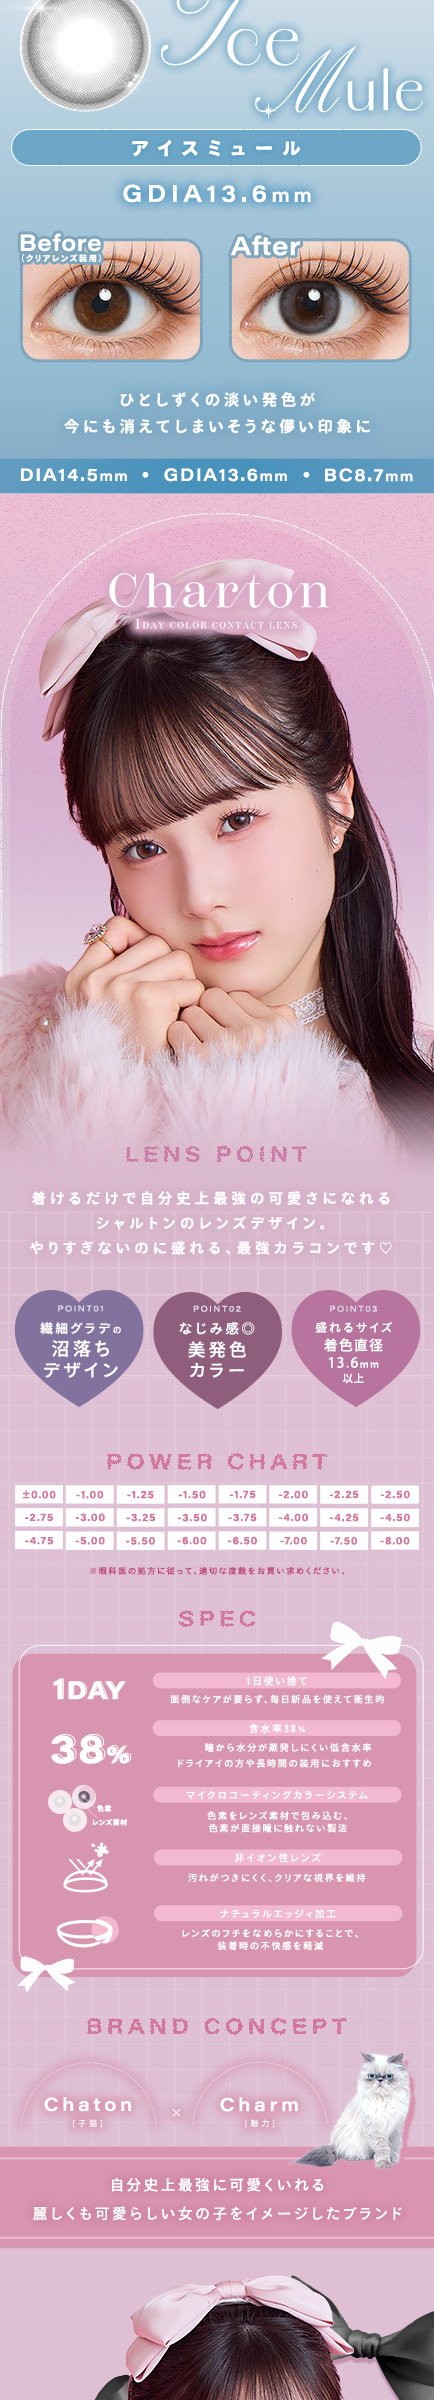 Ice
Mule
アイスミュール
GDIA13.6mm
Before
(クリアレンズ装用)
After
ひとしずくの淡い発色が
今にも消えてしまいそうな儚い印象に
DIA14.5mm ・ GDIA13.6mm ・ BC8.7mm
Charton
1DAY COLOR CONTACT LENS
LENS POINT
着けるだけで自分史上最強の可愛さになれる
シャルトンのレンズデザイン。
やりすぎないのに盛れる、最強カラコンです♡
POINT01
繊細グラデの
沼落ち
デザイン
POINT02
なじみ感◎
美発色
カラー
POINT03
盛れるサイズ
着色直径
13.6mm
以上
POWER CHART
±0.00 -1.00 -1.25 -1.50 -1.75 -2.00 -2.25 -2.50
-2.75 -3.00 -3.25 -3.50 -3.75 -4.00 -4.25 -4.50
-4.75 -5.00 -5.50 -6.00 -6.50 -7.00 -7.50 -8.00
※眼科医の処方に従って、適切な度数をお買い求めください。
SPEC
1DAY
1日使い捨て
面倒なケアが要らず、毎日新品を使えて衛生的
38%
含水率38%
瞳から水分が蒸発しにくい低含水率
ドライアイの方や長時間の装用におすすめ
色素
レンズ素材
マイクロコーティングカラーシステム
色素をレンズ素材で包み込む、
色素が直接瞳に触れない製法
非イオン性レンズ
汚れがつきにくく、クリアな視界を維持
ナチュラルエッジィ加工
レンズのフチをなめらかにすることで、
装着時の不快感を軽減
BRAND CONCEPT
Chaton
[子猫]
×
Charm
[魅力]
自分史上最強に可愛くいれる
麗しくも可愛らしい女の子をイメージしたブランド